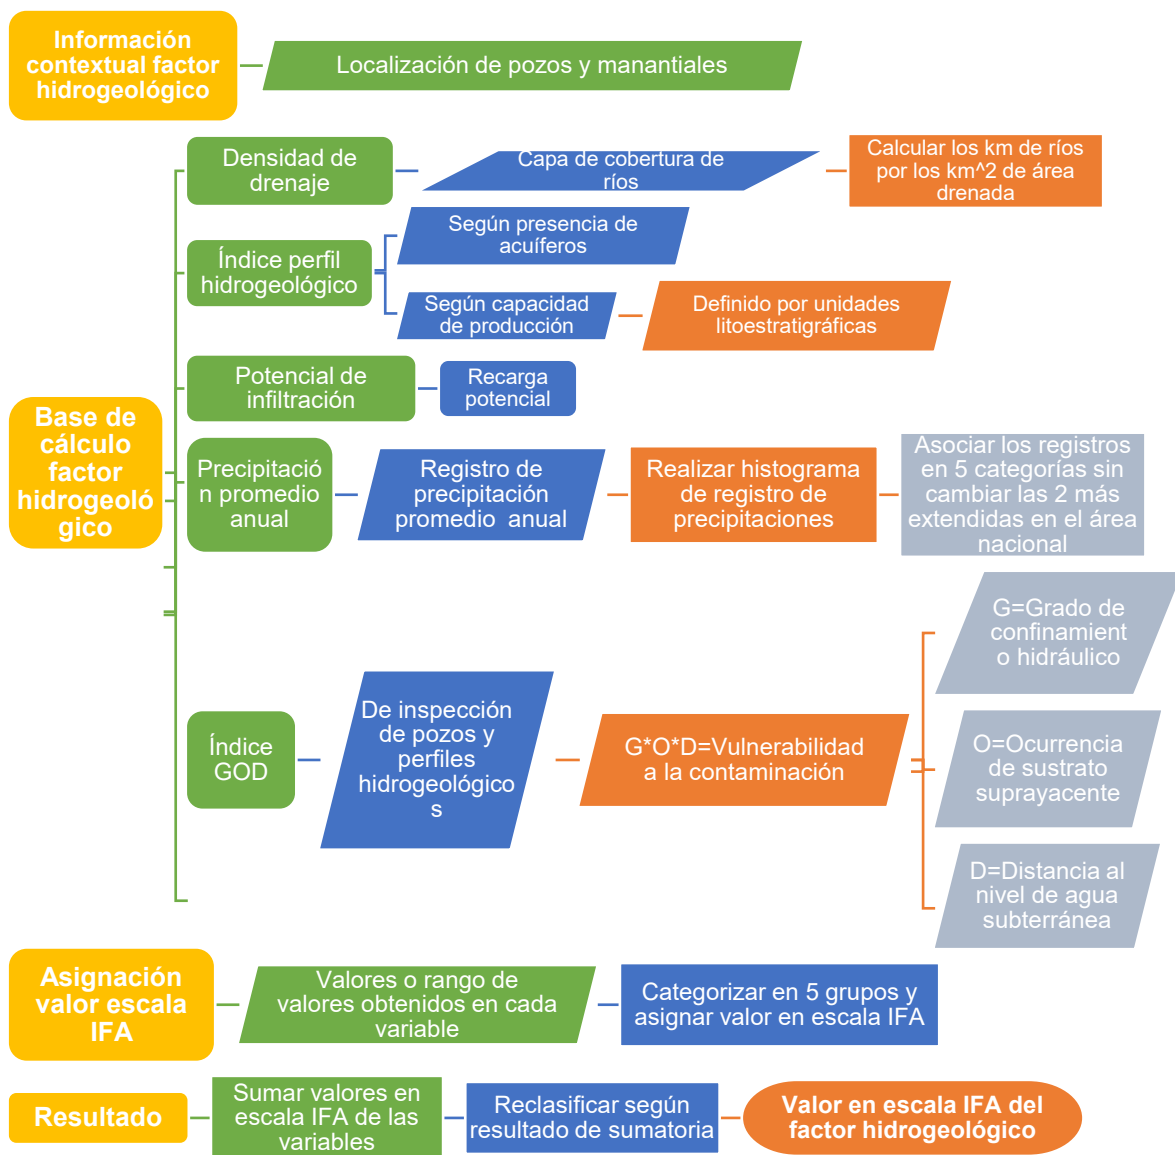 Información
contextual factor
hidrogeológico
Localización de pozos y manantiales
Base de
cálculo
factor
hidrogeoló
gico
Densidad de
drenaje
Capa de cobertura de
ríos
Calcular los km de ríos
por los km^2 de área
drenada
Índice perfil
hidrogeológico
Según presencia de
acuíferos
Según capacidad
de producción
Definido por unidades
litoestratigráficas
Potencial de
infiltración
Recarga
potencial
Precipitació
n promedio
anual
Registro de
precipitación
promedio anual
Realizar histograma
de registro de
precipitaciones
Asociar los registros
en 5 categorías sin
cambiar las 2 más
extendidas en el área
nacional
Índice
GOD
De inspección
de pozos y
perfiles
hidrogeológico
s
G*O*D=Vulnerabilidad
a la contaminación
G=Grado de
confinamient
o hidráulico
O=Ocurrencia
de sustrato
suprayacente
D=Distancia al
nivel de agua
subterránea
Asignación
valor escala
IFA
Valores o rango de
valores obtenidos en cada
variable
Categorizar en 5 grupos y
asignar valor en escala IFA
Resultado
Sumar valores en
escala IFA de las
variables
Reclasificar según
resultado de sumatoria
Valor en escala IFA del
factor hidrogeológico